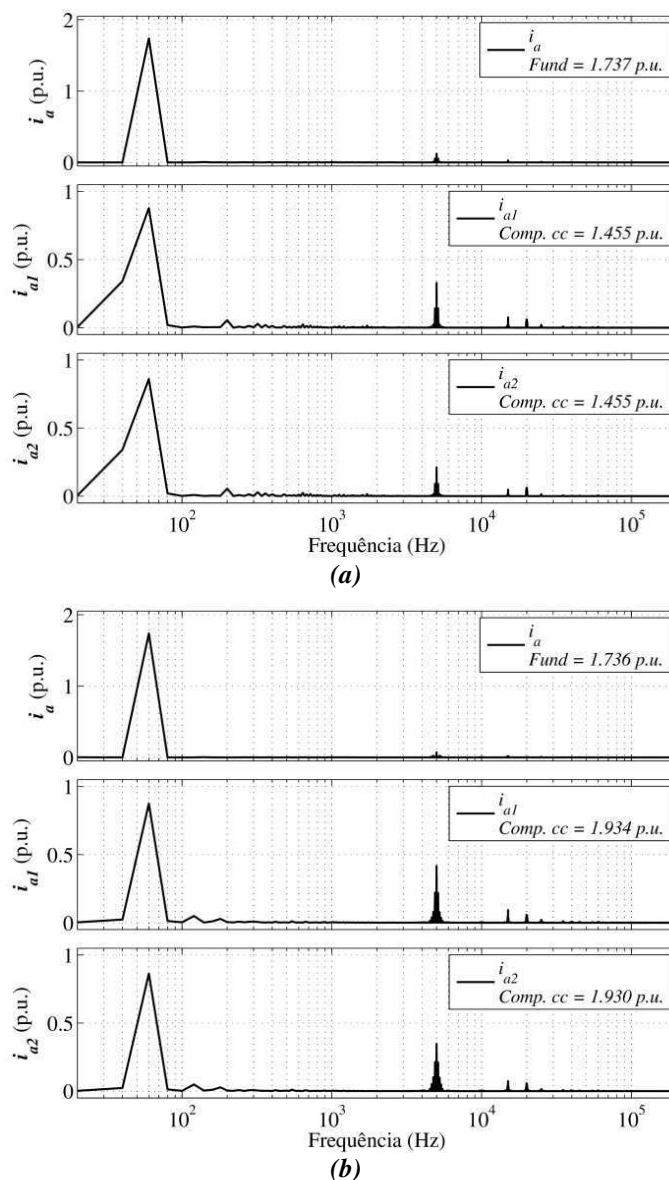 2
1
0
i_a (p.u.)
i_a
Fund = 1.737 p.u.
1
0.5
0
i_a1 (p.u.)
i_a1
Comp. cc = 1.455 p.u.
1
0.5
0
i_a2 (p.u.)
i_a2
Comp. cc = 1.455 p.u.
10^2 10^3 10^4 10^5
Frequência (Hz)
(a)
2
1
0
i_a (p.u.)
i_a
Fund = 1.736 p.u.
1
0.5
0
i_a1 (p.u.)
i_a1
Comp. cc = 1.934 p.u.
1
0.5
0
i_a2 (p.u.)
i_a2
Comp. cc = 1.930 p.u.
10^2 10^3 10^4 10^5
Frequência (Hz)
(b)